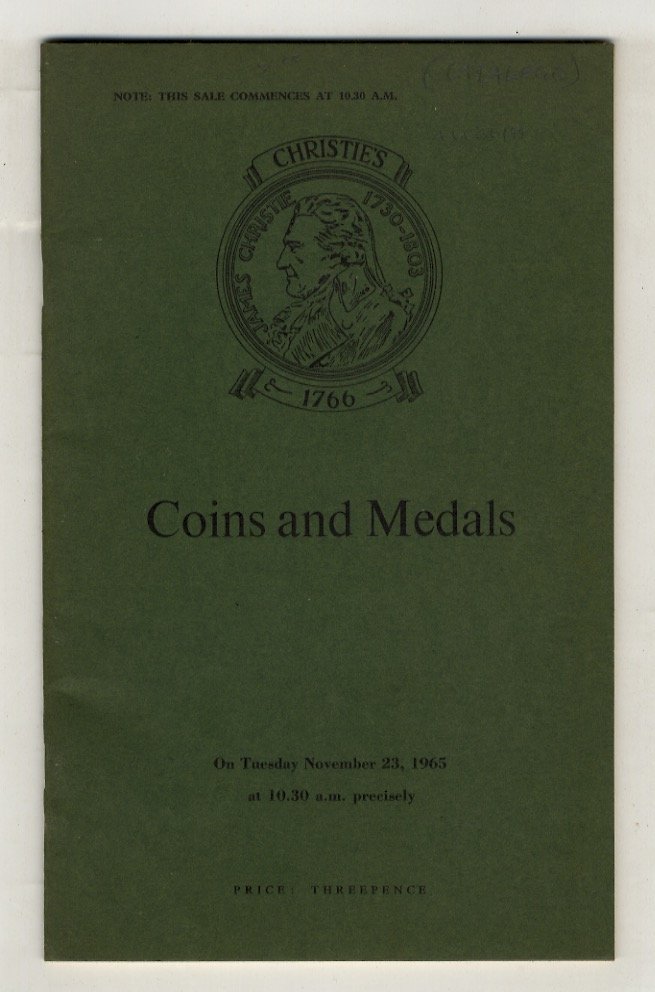 NOTE: THIS SALE COMMENCES AT 10.30 A.M.
CHRISTIE'S
JAMES CHRISTIE 1730-1803
1766
Coins and Medals
On Tuesday November 23, 1965
at 10.30 a.m. precisely
PRICE: THREEPENCE